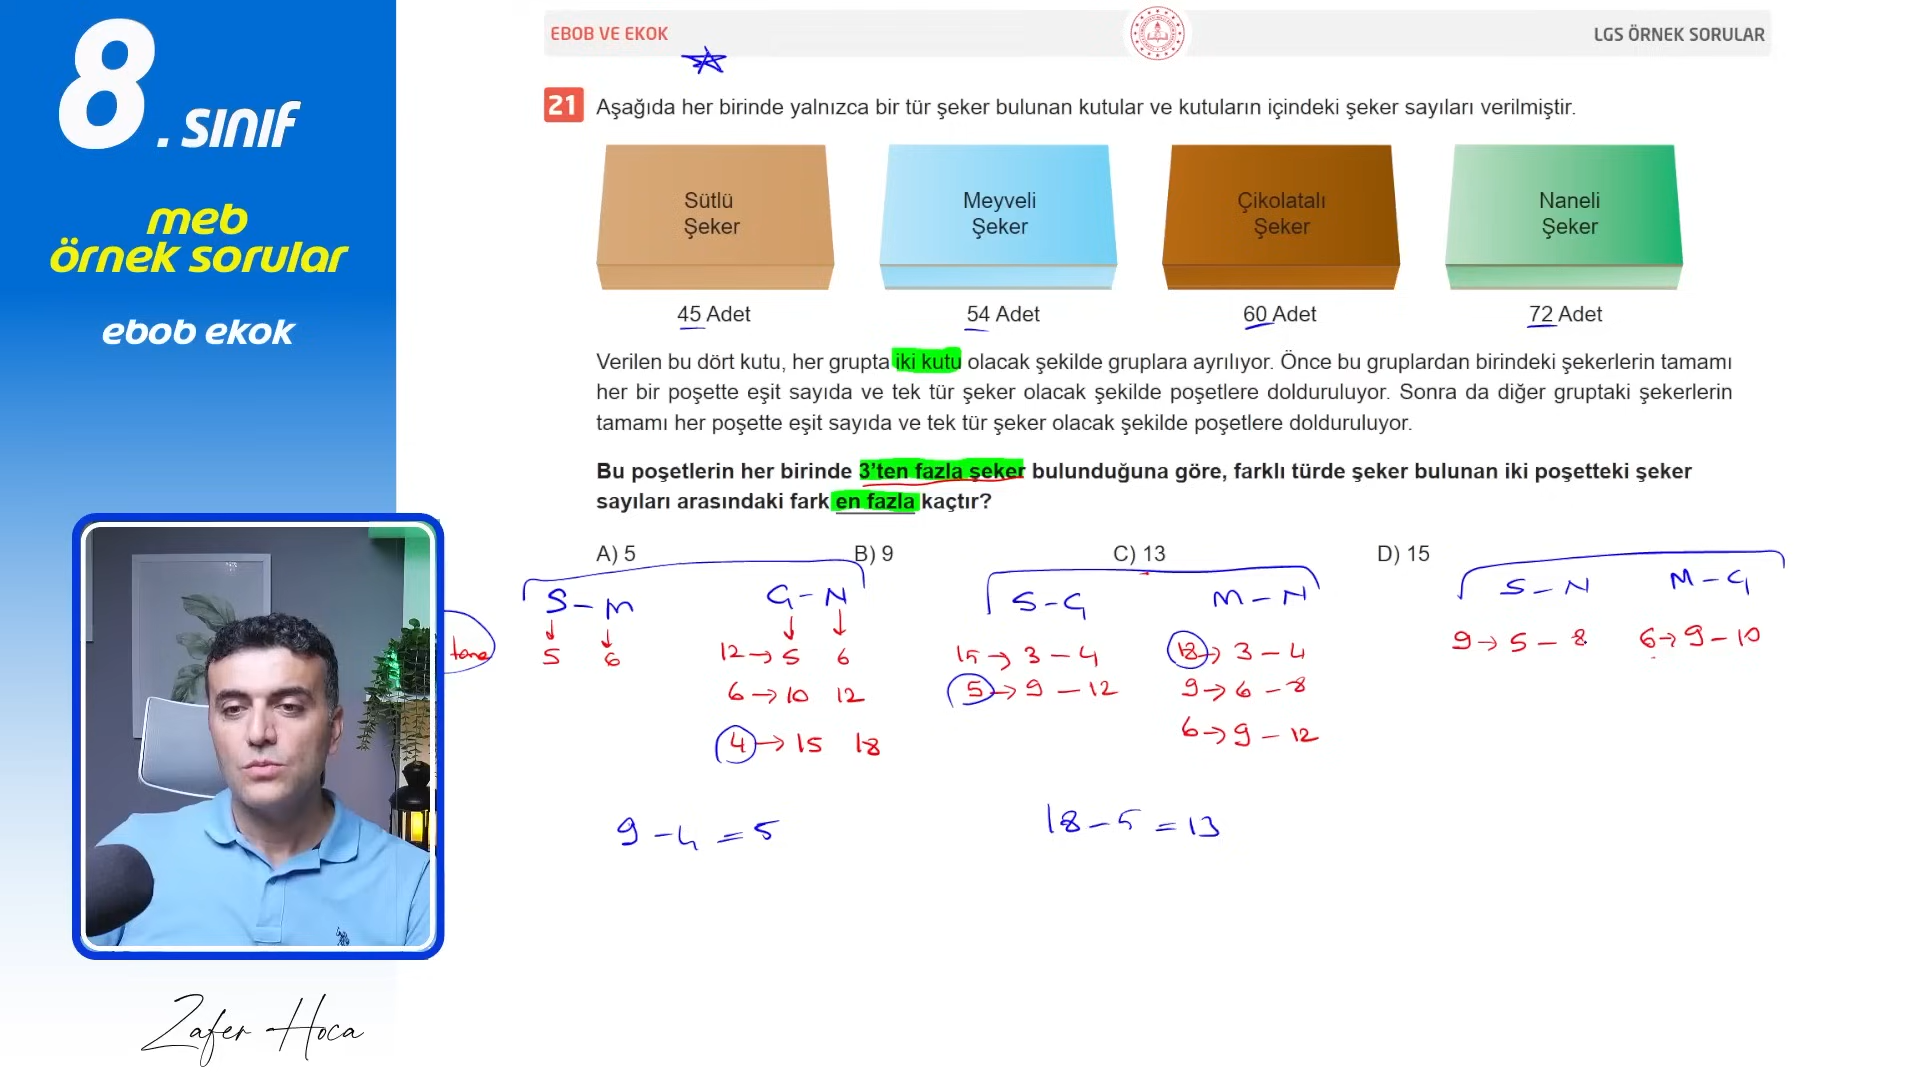 8. SINIF
meb
örnek sorular
ebob ekok
EBOB VE EKOK
LGS ÖRNEK SORULAR
21 Aşağıda her birinde yalnızca bir tür şeker bulunan kutular ve kutuların içindeki şeker sayıları verilmiştir.
Sütlü Şeker
Meyveli Şeker
Çikolatalı Şeker
Naneli Şeker
45 Adet
54 Adet
60 Adet
72 Adet
Verilen bu dört kutu, her grupta iki kutu olacak şekilde gruplara ayrılıyor. Önce bu gruplardan birindeki şekerlerin tamamı
her bir poşette eşit sayıda ve tek tür şeker olacak şekilde poşetlere dolduruluyor. Sonra da diğer gruptaki şekerlerin
tamamı her poşette eşit sayıda ve tek tür şeker olacak şekilde poşetlere dolduruluyor.
Bu poşetlerin her birinde 3'ten fazla şeker bulunduğuna göre, farklı türde şeker bulunan iki poşetteki şeker
sayıları arasındaki fark en fazla kaçtır?
A) 5
B) 9
C) 13
D) 15
S - M
Ç - N
S - Ç
M - N
S - N
M - Ç
tane
5 6
12 → 5 6
15 → 3 - 4
18 → 3 - 4
9 → 5 - 8
6 → 9 - 10
6 → 10 12
5 → 9 - 12
9 → 6 - 8
4 → 15 18
6 → 9 - 12
9 - 4 = 5
18 - 5 = 13
Zafer Hoca